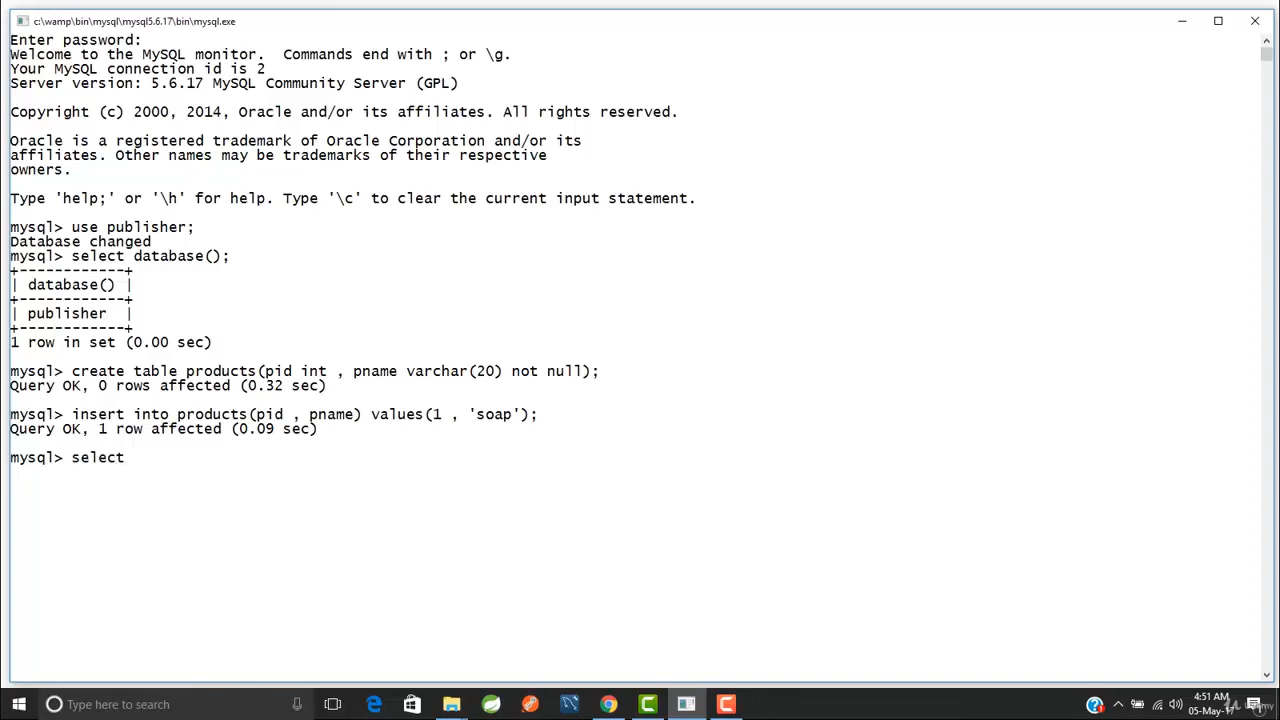 c:\wamp\bin\mysql\mysql5.6.17\bin\mysql.exe
Enter password:
Welcome to the MySQL monitor.  Commands end with ; or \g.
Your MySQL connection id is 2
Server version: 5.6.17 MySQL Community Server (GPL)
Copyright (c) 2000, 2014, Oracle and/or its affiliates. All rights reserved.
Oracle is a registered trademark of Oracle Corporation and/or its
affiliates. Other names may be trademarks of their respective
owners.
Type 'help;' or '\h' for help. Type '\c' to clear the current input statement.
mysql> use publisher;
Database changed
mysql> select database();
+------------+
| database() |
+------------+
| publisher  |
+------------+
1 row in set (0.00 sec)
mysql> create table products(pid int , pname varchar(20) not null);
Query OK, 0 rows affected (0.32 sec)
mysql> insert into products(pid , pname) values(1 , 'soap');
Query OK, 1 row affected (0.09 sec)
mysql> select
Type here to search
4:51 AM
05-May-1